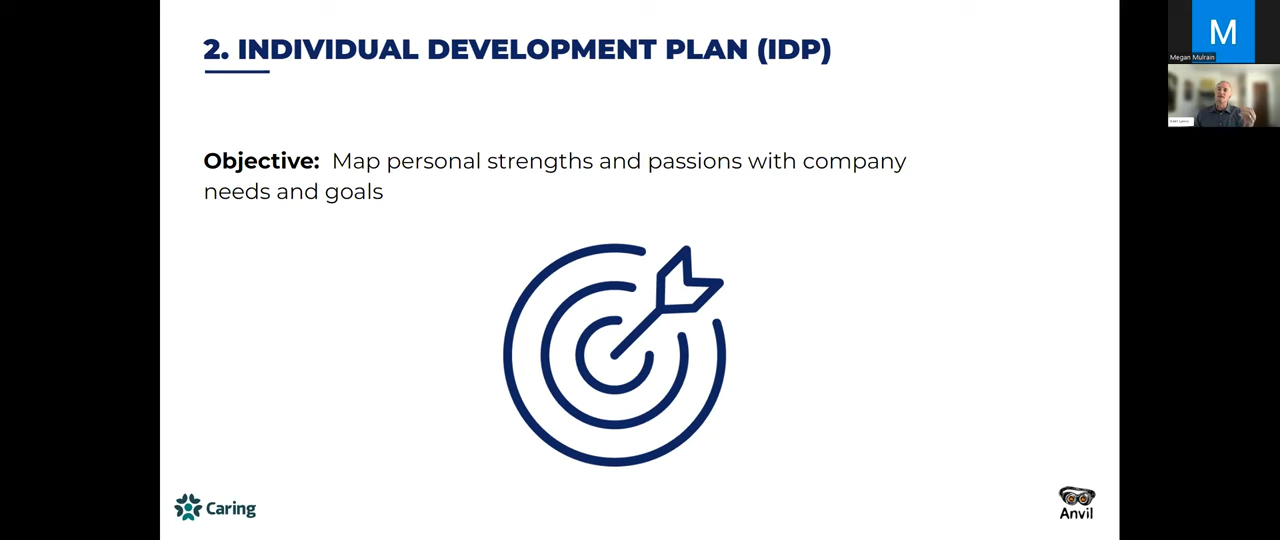 2. INDIVIDUAL DEVELOPMENT PLAN (IDP)
Objective: Map personal strengths and passions with company
needs and goals
Caring
Anvil
M
Megan Mulrain